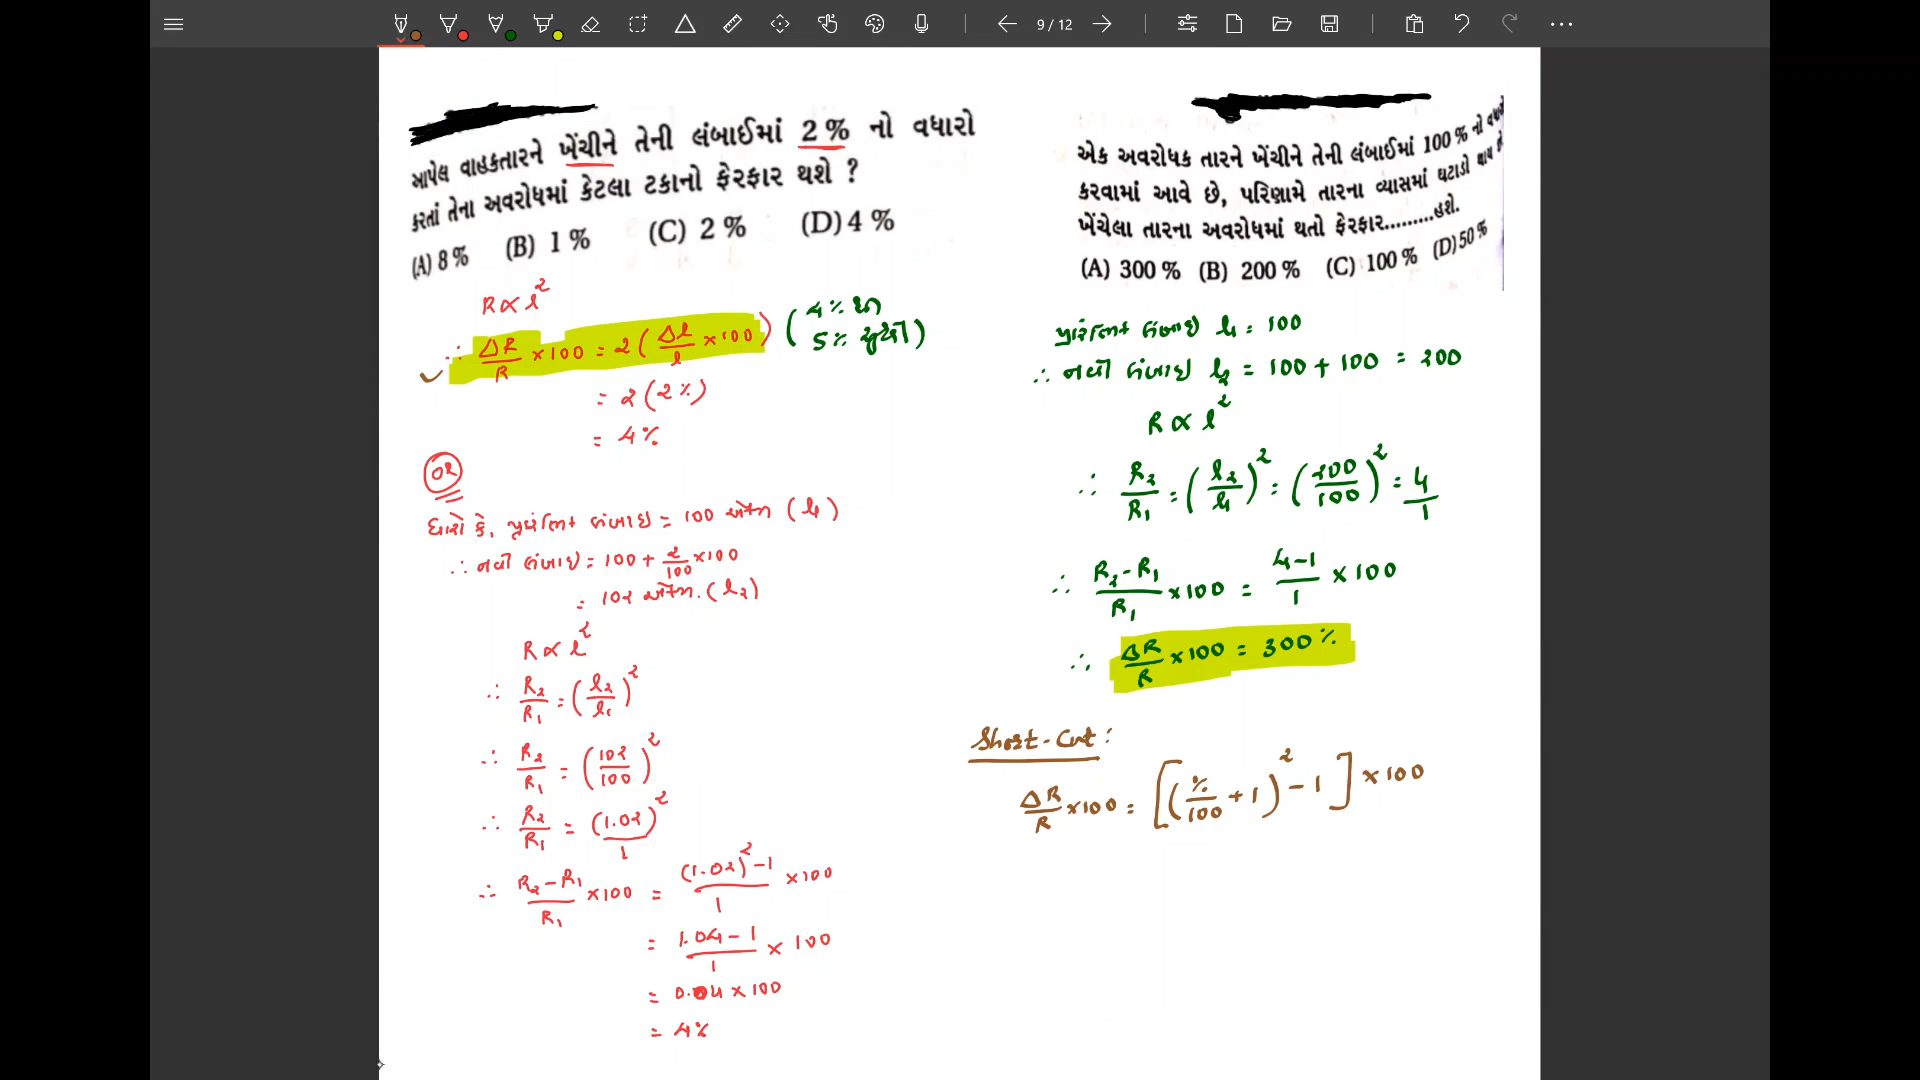 9 / 12
આપેલ વાહકતારને ખેંચીને તેની લંબાઈમાં 2 % નો વધારો
કરતાં તેના અવરોધમાં કેટલા ટકાનો ફેરફાર થશે ?
(A) 8 % (B) 1 % (C) 2 % (D) 4 %
R ∝ l²
∴ ΔR/R × 100 = 2 ( Δl/l × 100 ) ( 4% થી 5% સુધી )
= 2 ( 2 % )
= 4 %
OR
ધારો કે, પ્રારંભિક લંબાઇ = 100 એકમ ( l₁ )
∴ નવી લંબાઇ = 100 + 2/100 × 100
= 102 એકમ. ( l₂ )
R ∝ l²
∴ R₂/R₁ = ( l₂/l₁ )²
∴ R₂/R₁ = ( 102/100 )²
∴ R₂/R₁ = (1.02)²/1
∴ R₂ – R₁/R₁ × 100 = (1.02)² – 1/1 × 100
= 1.04 – 1/1 × 100
= 0.04 × 100
= 4%
એક અવરોધક તારને ખેંચીને તેની લંબાઈમાં 100 % નો વધારો
કરવામાં આવે છે, પરિણામે તારના વ્યાસમાં ઘટાડો થાય છે
ખેંચેલા તારના અવરોધમાં થતો ફેરફાર.........હશે.
(A) 300 % (B) 200 % (C) 100 % (D) 50 %
પ્રારંભિક લંબાઇ l₁ = 100
∴ નવી લંબાઇ l₂ = 100 + 100 = 200
R ∝ l²
∴ R₂/R₁ = ( l₂/l₁ )² = ( 200/100 )² = 4/1
∴ R₂ – R₁/R₁ × 100 = 4 – 1/1 × 100
∴ ΔR/R × 100 = 300 %
Short-Cut :
ΔR/R × 100 = [ ( %/100 + 1 )² – 1 ] × 100